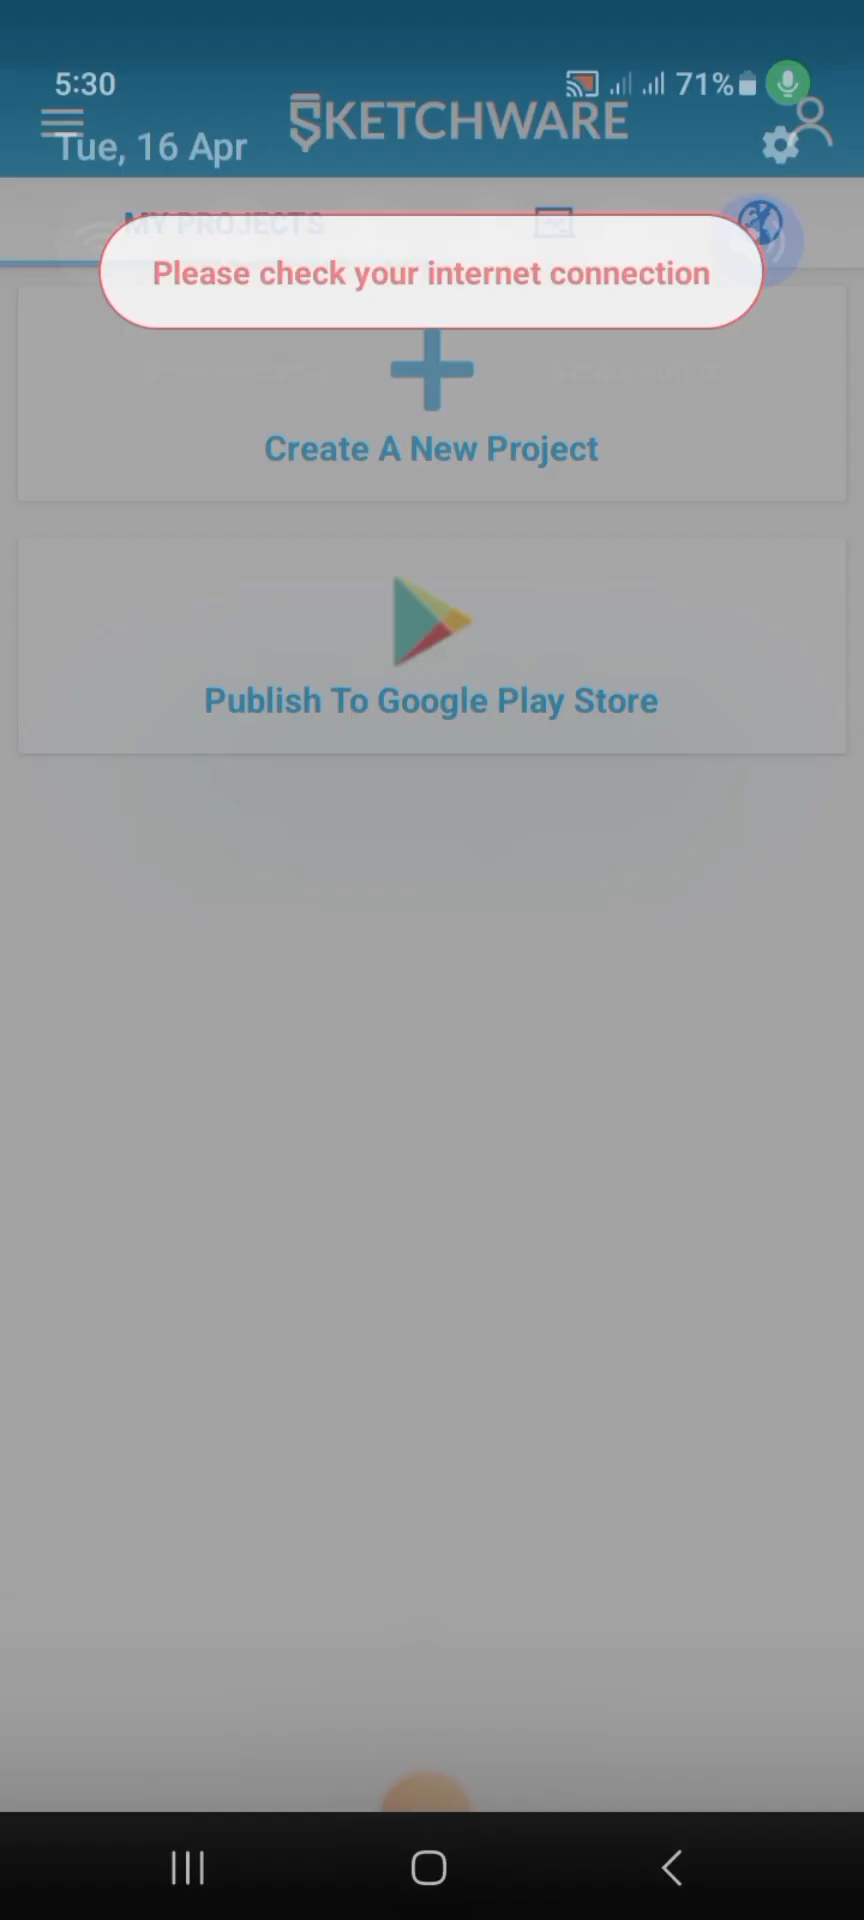 5:30
71%
SKETCHWARE
Tue, 16 Apr
MY PROJECTS
Please check your internet connection
Create A New Project
Publish To Google Play Store